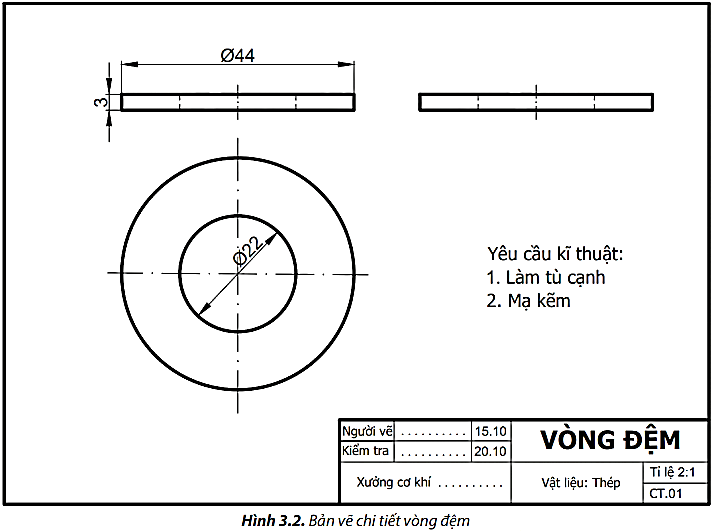 Ø44
3
Ø22
Yêu cầu kĩ thuật:
1. Làm tù cạnh
2. Mạ kẽm
Người vẽ .......... 15.10
Kiểm tra .......... 20.10
VÒNG ĐỆM
Xưởng cơ khí ..........
Vật liệu: Thép
Tỉ lệ 2:1
CT.01
Hình 3.2. Bản vẽ chi tiết vòng đệm